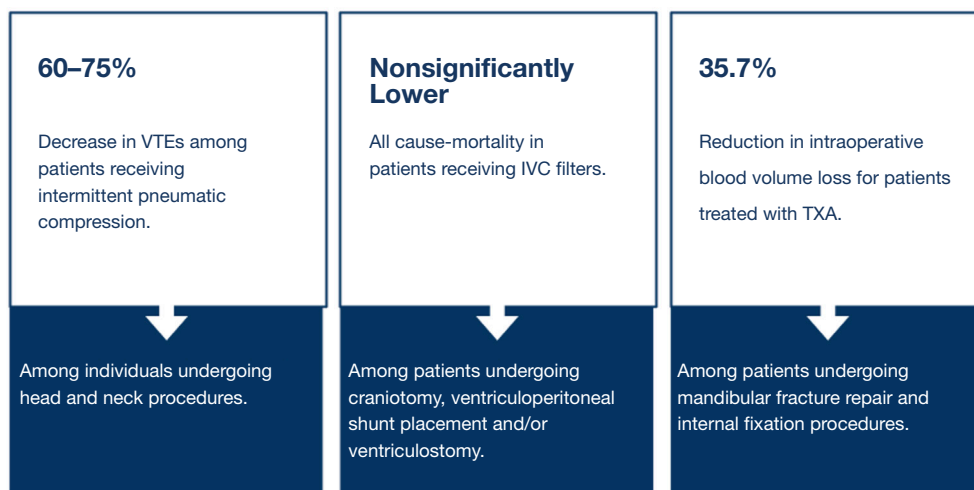 60–75%
Decrease in VTEs among
patients receiving
intermittent pneumatic
compression.
Among individuals undergoing
head and neck procedures.
Nonsignificantly
Lower
All cause-mortality in
patients receiving IVC filters.
Among patients undergoing
craniotomy, ventriculoperitoneal
shunt placement and/or
ventriculostomy.
35.7%
Reduction in intraoperative
blood volume loss for patients
treated with TXA.
Among patients undergoing
mandibular fracture repair and
internal fixation procedures.